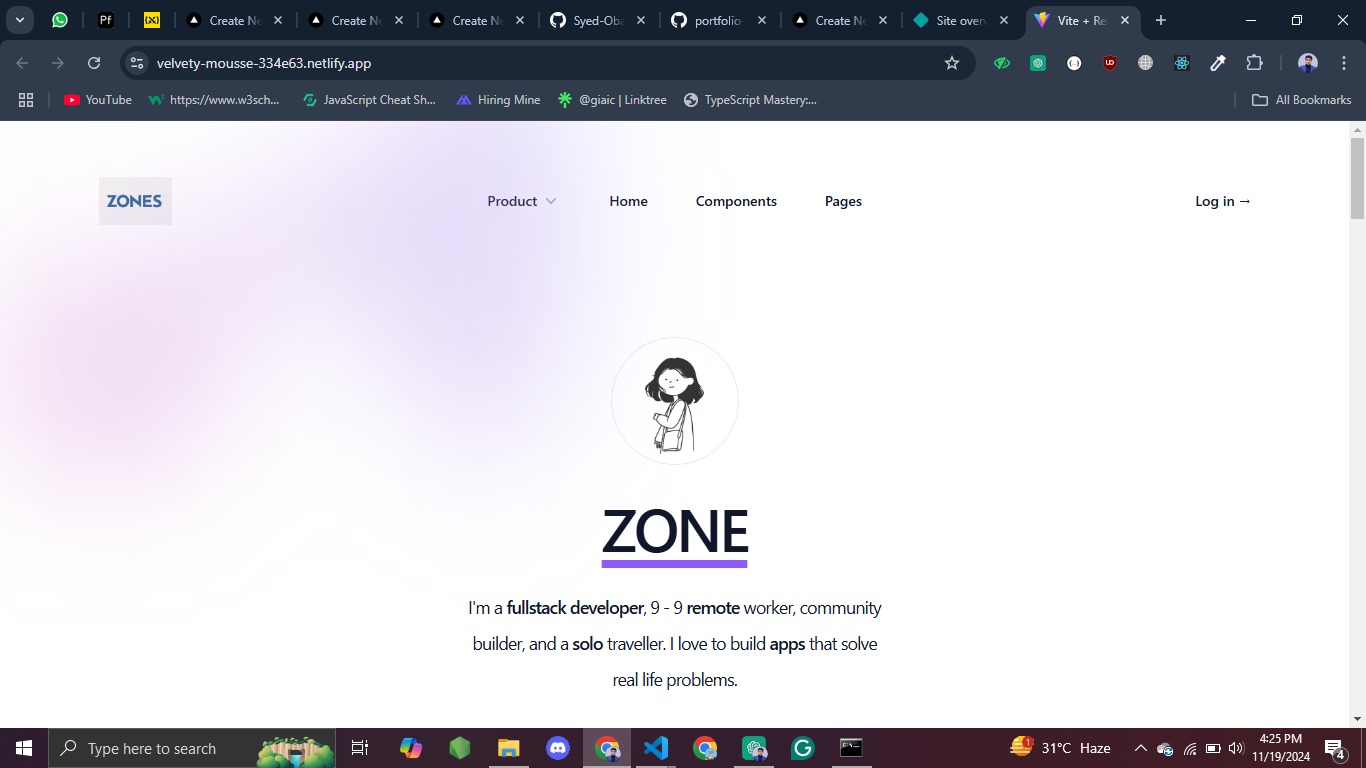 Pf
Create Ne
Create Ne
Create Ne
Syed-Oba
portfolio-
Create Ne
Site over
Vite + Re
velvety-mousse-334e63.netlify.app
YouTube
https://www.w3sch...
JavaScript Cheat Sh...
Hiring Mine
@giaic | Linktree
TypeScript Mastery:...
All Bookmarks
ZONES
Product
Home
Components
Pages
Log in →
ZONE
I'm a fullstack developer, 9 - 9 remote worker, community
builder, and a solo traveller. I love to build apps that solve
real life problems.
Type here to search
1
31°C Haze
4:25 PM
11/19/2024
4